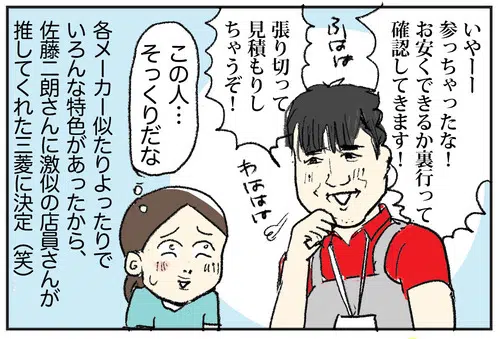 いやーー
参っちゃったな！
お安くできるか裏行って
確認してきます！
ふはは
張り切って
見積もりし
ちゃうぞ！
わははは
この人…
そっくりだな
各メーカー似たりよったりで
いろんな特色があったから、
佐藤二朗さんに激似の店員さんが
推してくれた三菱に決定（笑）